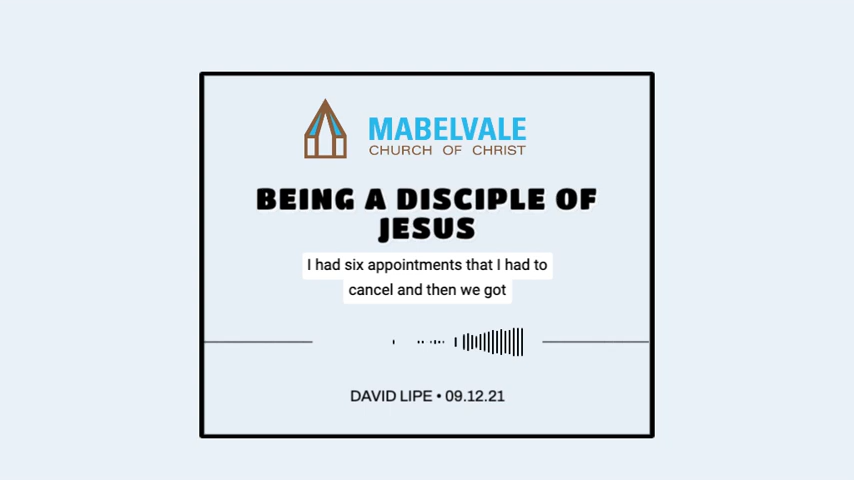 MABELVALE
CHURCH OF CHRIST
BEING A DISCIPLE OF
JESUS
I had six appointments that I had to
cancel and then we got
DAVID LIPE • 09.12.21